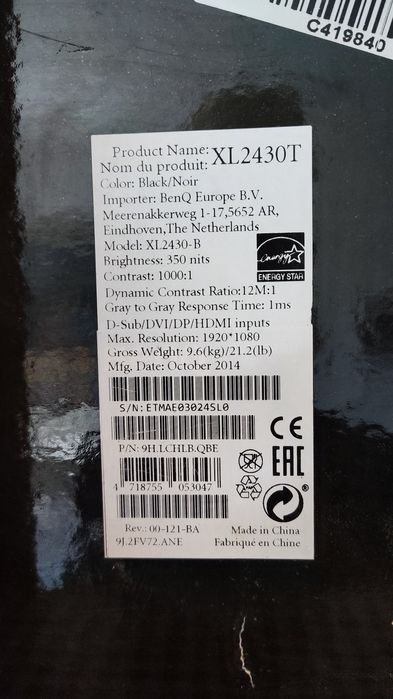 C419840
Product Name: XL2430T
Nom du produit:
Color: Black/Noir
Importer: BenQ Europe B.V.
Meerenakkerweg 1-17,5652 AR,
Eindhoven,The Netherlands
Model: XL2430-B
Brightness: 350 nits
Contrast: 1000:1
energy
ENERGY STAR
Dynamic Contrast Ratio:12M:1
Gray to Gray Response Time: 1ms
D-Sub/DVI/DP/HDMI inputs
Max. Resolution: 1920*1080
Gross Weight: 9.6(kg)/21.2(lb)
Mfg. Date: October 2014
S/N: ETMAE03024SL0
CE
P/N: 9H.LCHLB.QBE
EAC
4 718755 053047
Rev.: 00-121-BA
Made in China
9J.2FV72.ANE
Fabriqué en Chine